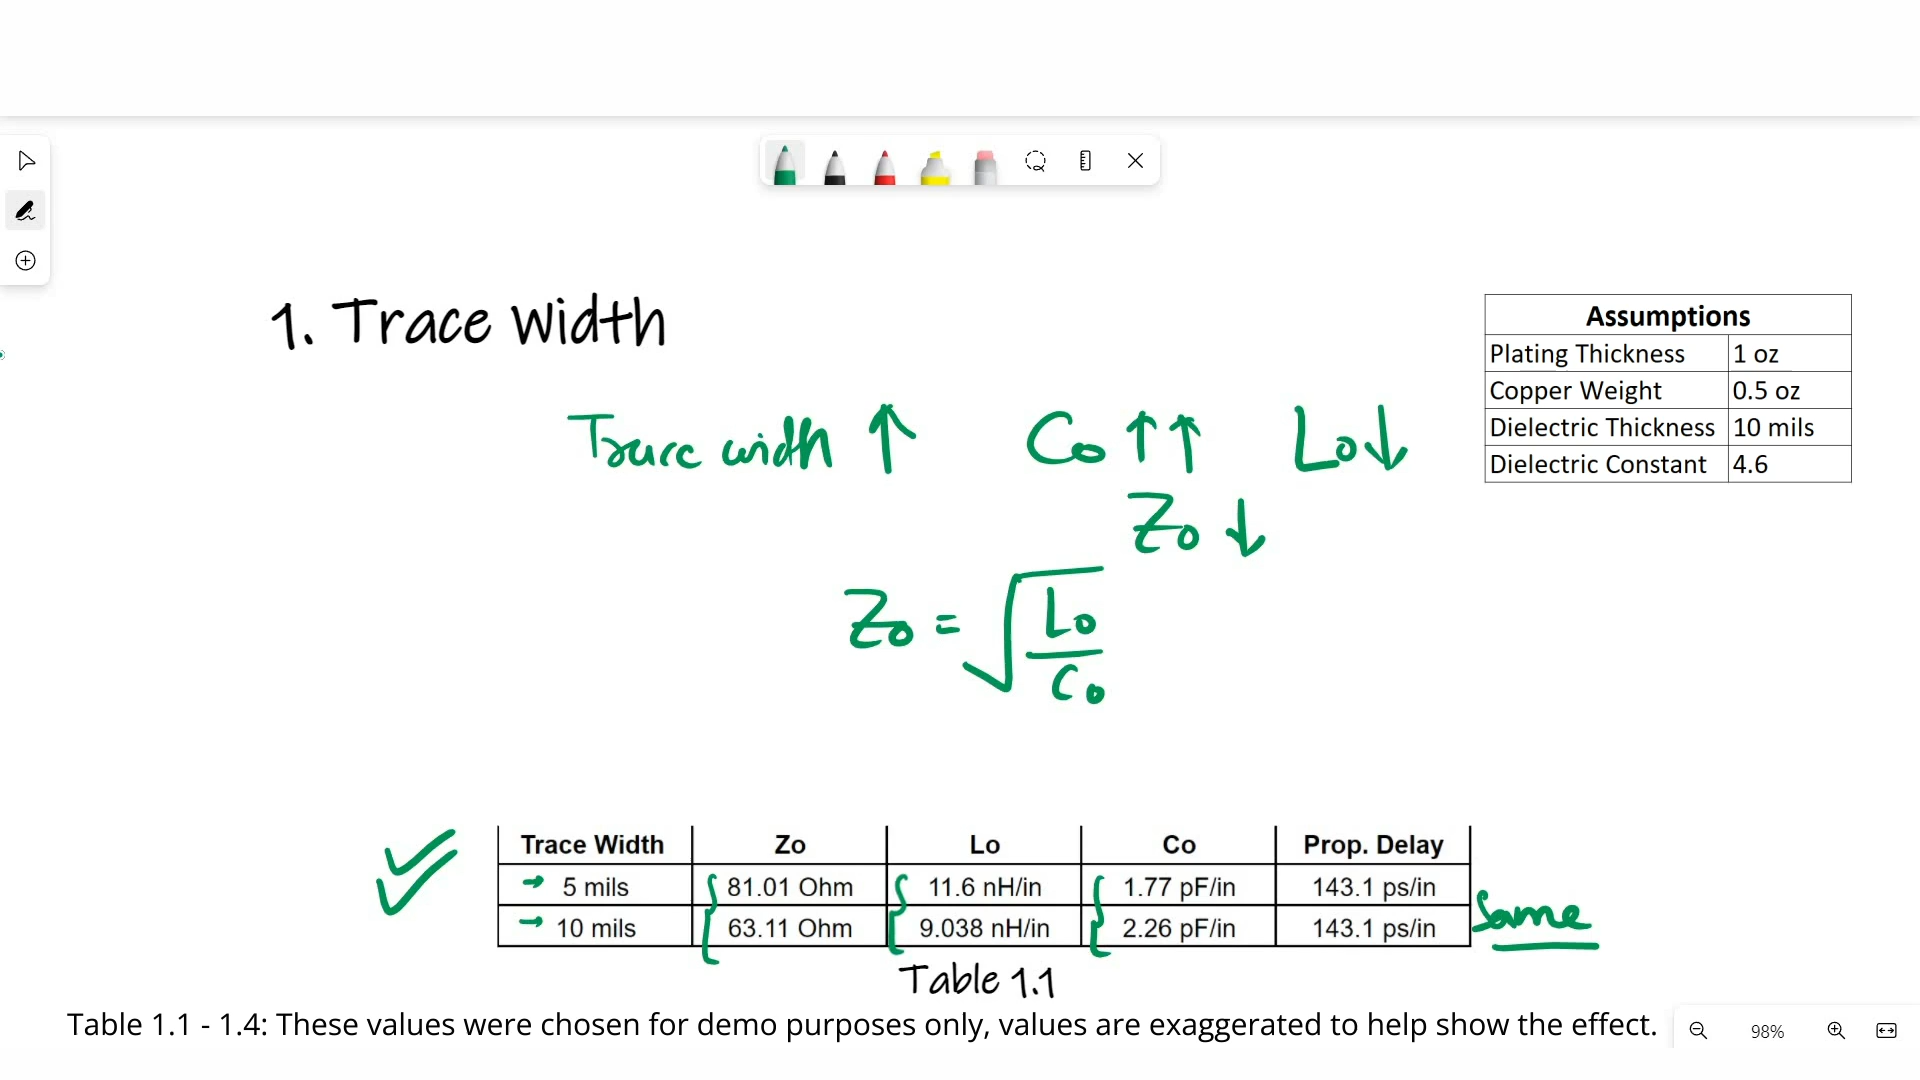 1. Trace Width
Assumptions
Plating Thickness 1 oz
Copper Weight 0.5 oz
Dielectric Thickness 10 mils
Dielectric Constant 4.6
Trace width ↑ Co ↑↑ Lo ↓
Zo ↓
Zo = √(Lo/Co)
Trace Width Zo Lo Co Prop. Delay
→ 5 mils 81.01 Ohm 11.6 nH/in 1.77 pF/in 143.1 ps/in
→ 10 mils 63.11 Ohm 9.038 nH/in 2.26 pF/in 143.1 ps/in
Same
Table 1.1
Table 1.1 - 1.4: These values were chosen for demo purposes only, values are exaggerated to help show the effect.
98%